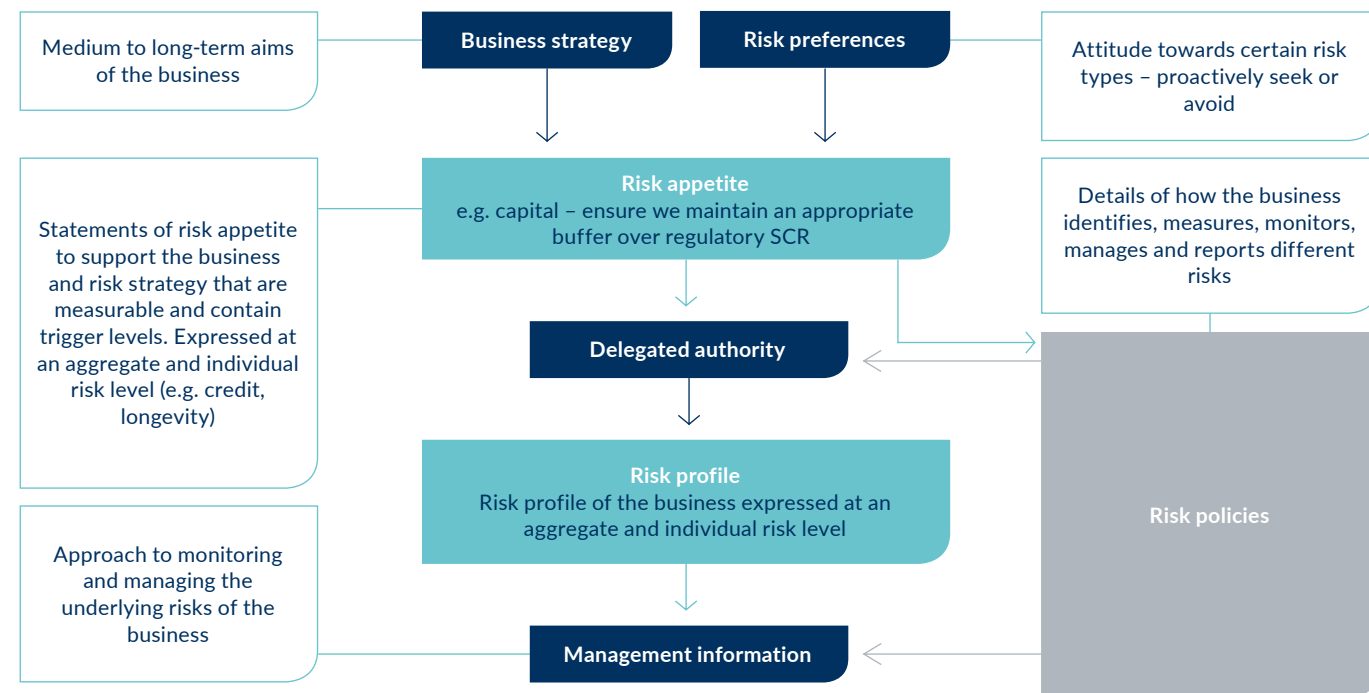 Medium to long-term aims
of the business
Business strategy
Risk preferences
Attitude towards certain risk
types – proactively seek or
avoid
Statements of risk appetite
to support the business
and risk strategy that are
measurable and contain
trigger levels. Expressed at
an aggregate and individual
risk level (e.g. credit,
longevity)
Risk appetite
e.g. capital – ensure we maintain an appropriate
buffer over regulatory SCR
Details of how the business
identifies, measures, monitors,
manages and reports different
risks
Delegated authority
Risk profile
Risk profile of the business expressed at an
aggregate and individual risk level
Risk policies
Approach to monitoring
and managing the
underlying risks of the
business
Management information